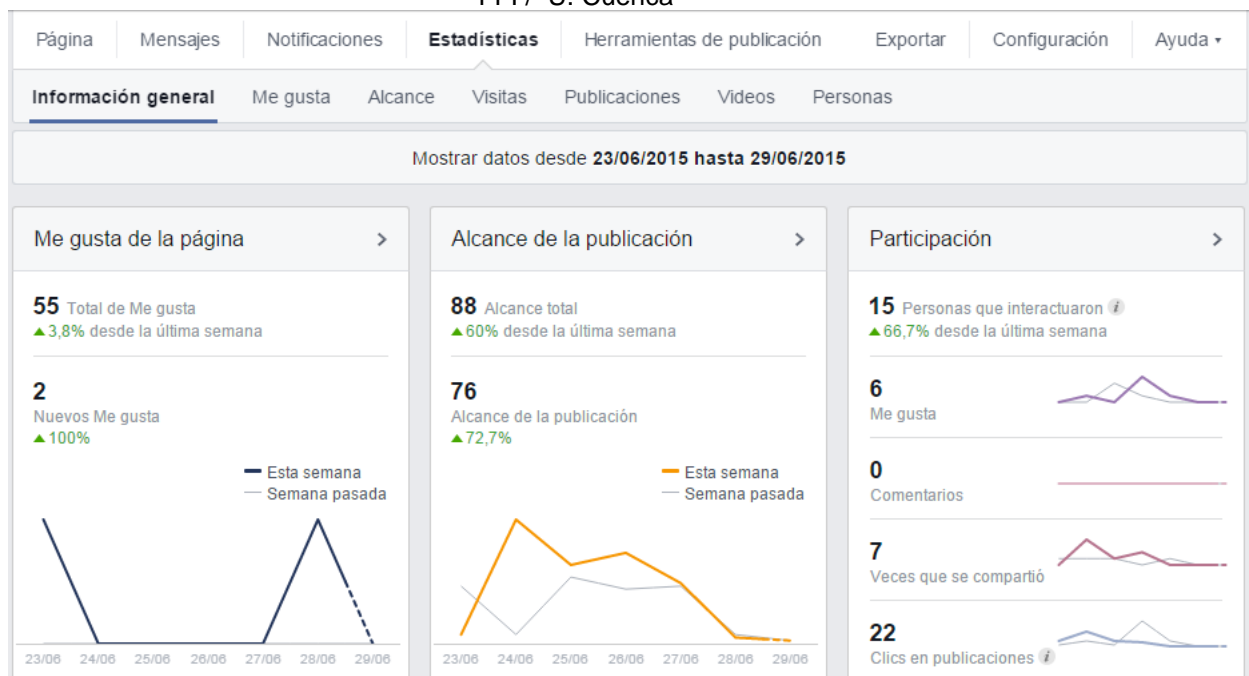 U. Cuenca
Página Mensajes Notificaciones Estadísticas Herramientas de publicación Exportar Configuración Ayuda
Información general Me gusta Alcance Visitas Publicaciones Videos Personas
Mostrar datos desde 23/06/2015 hasta 29/06/2015
Me gusta de la página
55 Total de Me gusta
3,8% desde la última semana
2
Nuevos Me gusta
100%
Esta semana
Semana pasada
23/06 24/06 25/06 26/06 27/06 28/06 29/06
Alcance de la publicación
88 Alcance total
60% desde la última semana
76
Alcance de la publicación
72,7%
Esta semana
Semana pasada
23/06 24/06 25/06 26/06 27/06 28/06 29/06
Participación
15 Personas que interactuaron i
66,7% desde la última semana
6
Me gusta
0
Comentarios
7
Veces que se compartió
22
Clics en publicaciones i